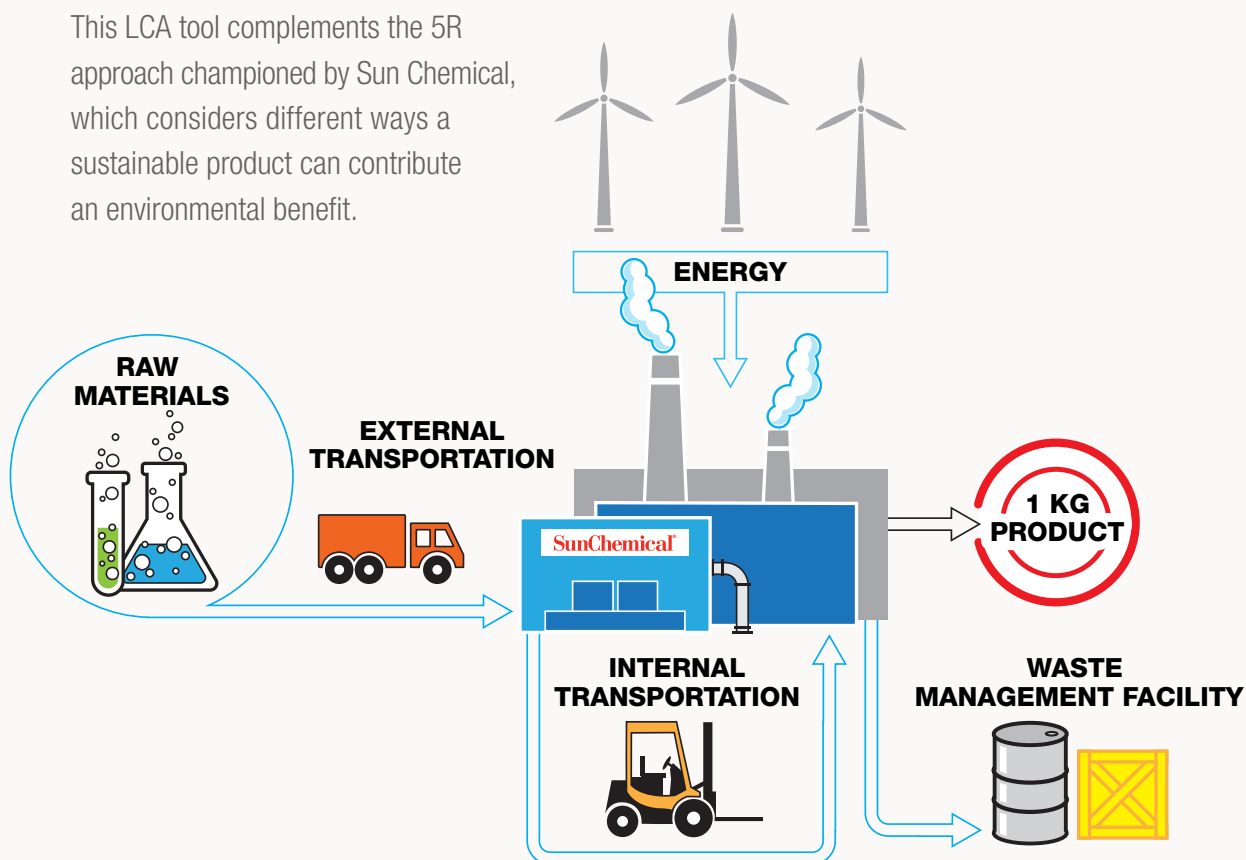 This LCA tool complements the 5R
approach championed by Sun Chemical,
which considers different ways a
sustainable product can contribute
an environmental benefit.
ENERGY
RAW
MATERIALS
EXTERNAL
TRANSPORTATION
SunChemical®
1 KG
PRODUCT
INTERNAL
TRANSPORTATION
WASTE
MANAGEMENT FACILITY